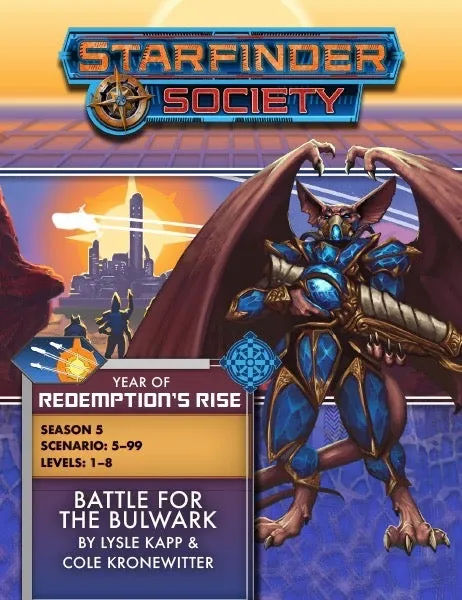 STARFINDER
SOCIETY
YEAR OF
REDEMPTION'S RISE
SEASON 5
SCENARIO: 5–99
LEVELS: 1–8
BATTLE FOR
THE BULWARK
BY LYSLE KAPP &
COLE KRONEWITTER